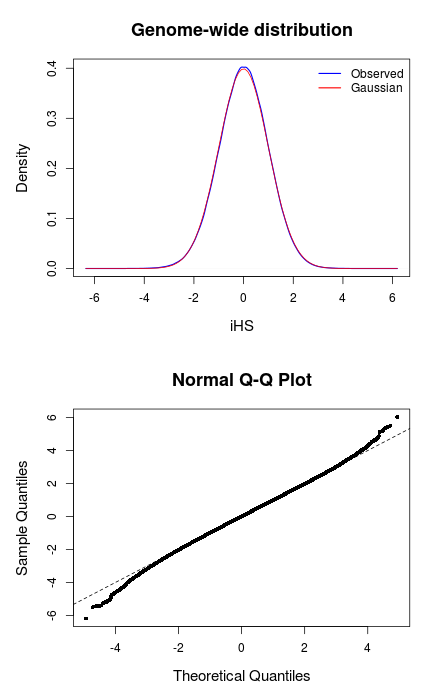 Genome-wide distribution
Observed
Gaussian
0.4
0.3
0.2
0.1
0.0
Density
-6 -4 -2 0 2 4 6
iHS
Normal Q-Q Plot
6
4
2
0
-2
-4
-6
Sample Quantiles
-4 -2 0 2 4
Theoretical Quantiles